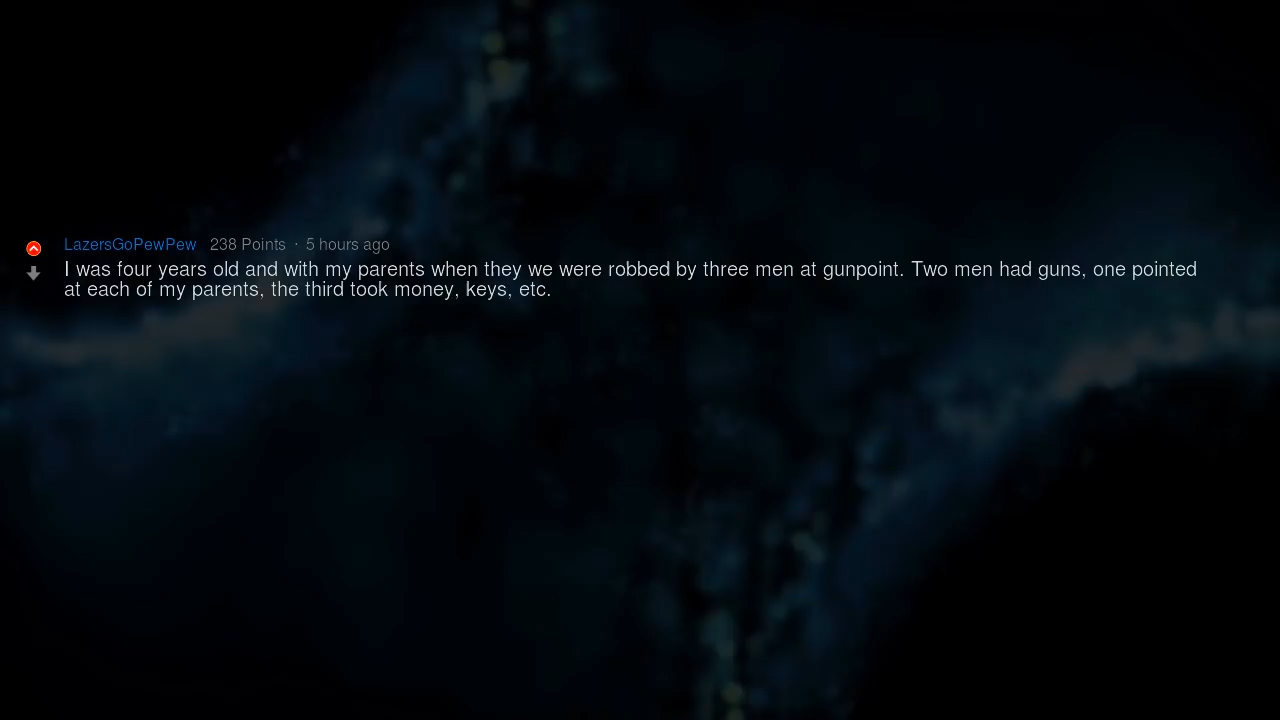 LazersGoPewPew 238 Points · 5 hours ago
I was four years old and with my parents when they we were robbed by three men at gunpoint. Two men had guns, one pointed
at each of my parents, the third took money, keys, etc.